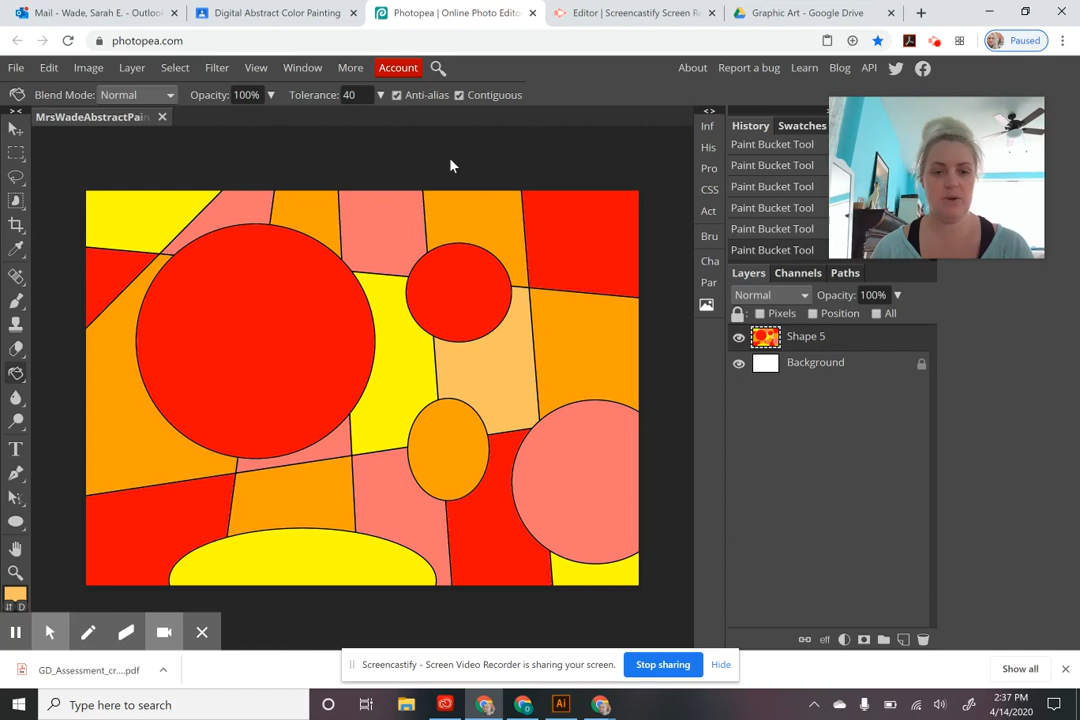 Mail - Wade, Sarah E. - Outlo
Digital Abstract Color Painting
Photopea | Online Photo Edito
Editor | Screencastify Screen R
Graphic Art - Google Drive
photopea.com
Paused
File Edit Image Layer Select Filter View Window More Account
About Report a bug Learn Blog API
Blend Mode: Normal Opacity: 100% Tolerance: 40 Anti-alias Contiguous
MrsWadeAbstractPain
Inf
His
Pro
CSS
Act
Bru
Cha
Par
History Swatches
Paint Bucket Tool
Paint Bucket Tool
Paint Bucket Tool
Paint Bucket Tool
Paint Bucket Tool
Paint Bucket Tool
Layers Channels Paths
Normal Opacity: 100%
Pixels Position All
Shape 5
Background
eff
D
Screencastify - Screen Video Recorder is sharing your screen. Stop sharing Hide
GD_Assessment_cr....pdf
Show all
Type here to search
2:37 PM
4/14/2020